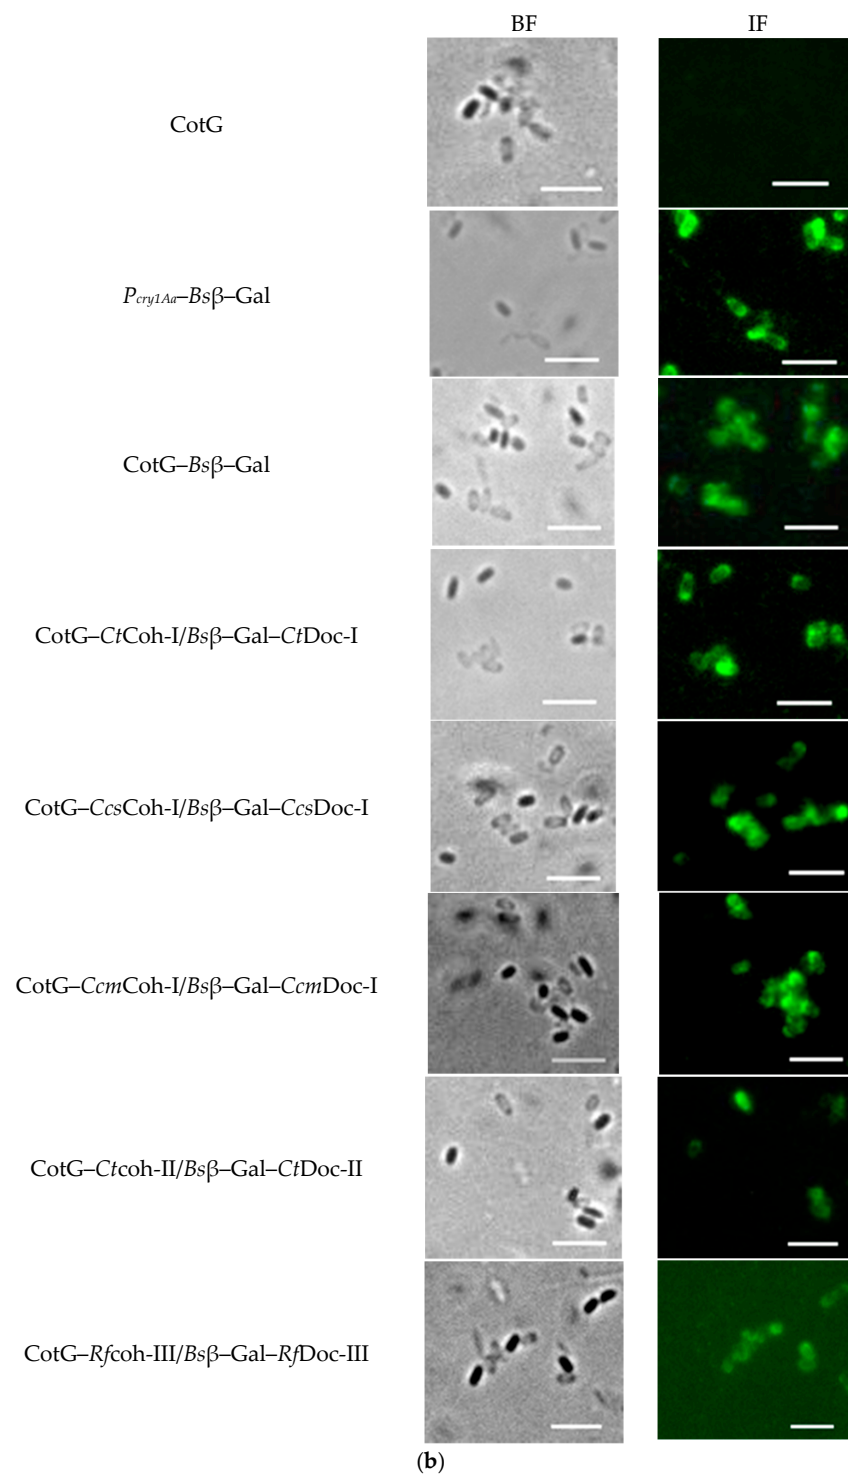 BF IF
CotG
Pcry1Aa–Bsβ–Gal
CotG–Bsβ–Gal
CotG–CtCoh-I/Bsβ–Gal–CtDoc-I
CotG–CcsCoh-I/Bsβ–Gal–CcsDoc-I
CotG–CcmCoh-I/Bsβ–Gal–CcmDoc-I
CotG–Ctcoh-II/Bsβ–Gal–CtDoc-II
CotG–Rfcoh-III/Bsβ–Gal–RfDoc-III
(b)